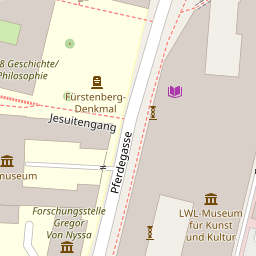 8 Geschichte/
Philosophie
Fürstenberg-
Denkmal
Jesuitengang
Pferdegasse
museum
Forschungsstelle
Gregor
Von Nyssa
LWL-Museum
für Kunst
und Kultur